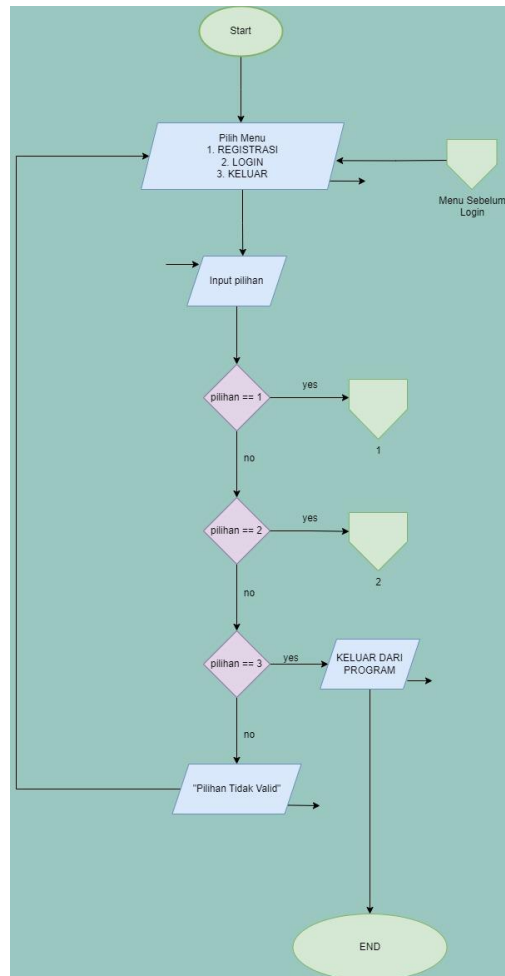 Start
Pilih Menu
1. REGISTRASI
2. LOGIN
3. KELUAR
Menu Sebelum
Login
Input pilihan
pilihan == 1
yes
1
no
pilihan == 2
yes
2
no
pilihan == 3
yes
KELUAR DARI
PROGRAM
no
"Pilihan Tidak Valid"
END